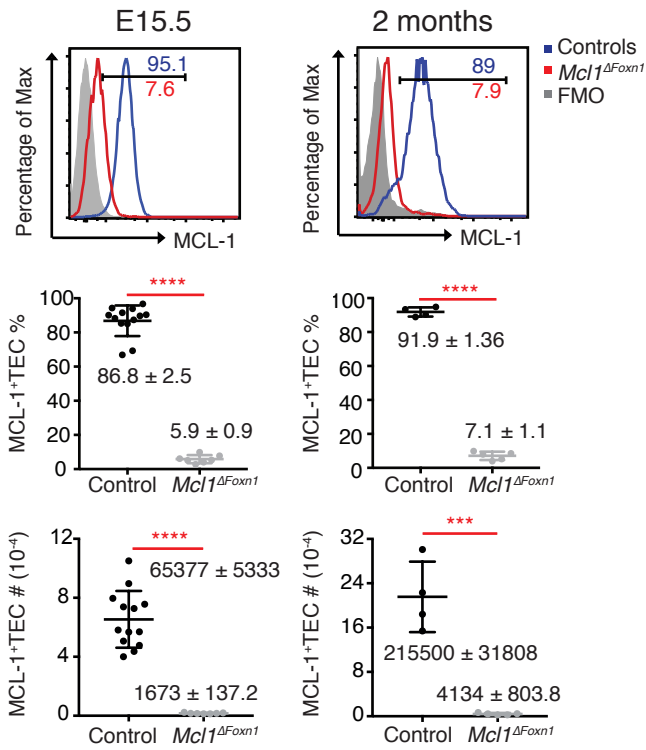 E15.5
2 months
Percentage of Max
95.1
7.6
MCL-1
Percentage of Max
89
7.9
MCL-1
Controls
Mcl1ΔFoxn1
FMO
MCL-1+TEC %
100
80
60
40
20
0
****
86.8 ± 2.5
5.9 ± 0.9
Control
Mcl1ΔFoxn1
MCL-1+TEC %
100
80
60
40
20
0
****
91.9 ± 1.36
7.1 ± 1.1
Control
Mcl1ΔFoxn1
MCL-1+TEC # (10-4)
12
8
4
0
****
65377 ± 5333
1673 ± 137.2
Control
Mcl1ΔFoxn1
MCL-1+TEC # (10-4)
32
24
16
8
0
***
215500 ± 31808
4134 ± 803.8
Control
Mcl1ΔFoxn1